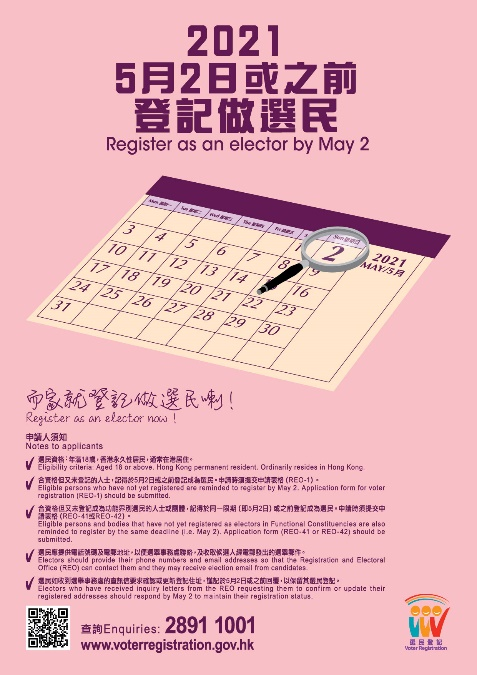 2021
5月2日或之前
登記做選民
Register as an elector by May 2
Mon 星期一 Tue 星期二 Wed 星期三 Thu 星期四 Fri 星期五 Sun 星期日
2
2021
MAY/5月
3 4 5 6 7 8 9
10 11 12 13 14 16
17 18 19 20 21 22 23
24 25 26 27 28 29 30
31
而家就登記做選民喇！
Register as an elector now !
申請人須知
Notes to applicants
選民資格：年滿18歲，香港永久性居民，通常在港居住。
Eligibility criteria: Aged 18 or above. Hong Kong permanent resident. Ordinarily resides in Hong Kong.
合資格但又未登記的人士，記得於5月2日或之前登記成為選民。申請時須提交申請表格 (REO-1) 。
Eligible persons who have not yet registered are reminded to register by May 2. Application form for voter
registration (REO-1) should be submitted.
合資格但又未登記成為功能界別選民的人士或團體，記得於同一限期 (即5月2日) 或之前登記成為選民。申請時須提交申
請表格 (REO-41或REO-42) 。
Eligible persons and bodies that have not yet registered as electors in Functional Constituencies are also
reminded to register by the same deadline (i.e. May 2). Application form (REO-41 or REO-42) should be
submitted.
選民應提供電話號碼及電郵地址，以便選舉事務處聯絡，及收取候選人經電郵發出的選舉郵件。
Electors should provide their phone numbers and email addresses so that the Registration and Electoral
Office (REO) can contact them and they may receive election email from candidates.
選民如收到選舉事務處的查訊信要求確認或更新登記住址，謹記於5月2日或之前回覆，以保留其選民登記。
Electors who have received inquiry letters from the REO requesting them to confirm or update their
registered addresses should respond by May 2 to maintain their registration status.
查詢Enquiries: 2891 1001
www.voterregistration.gov.hk
選民登記
Voter Registration